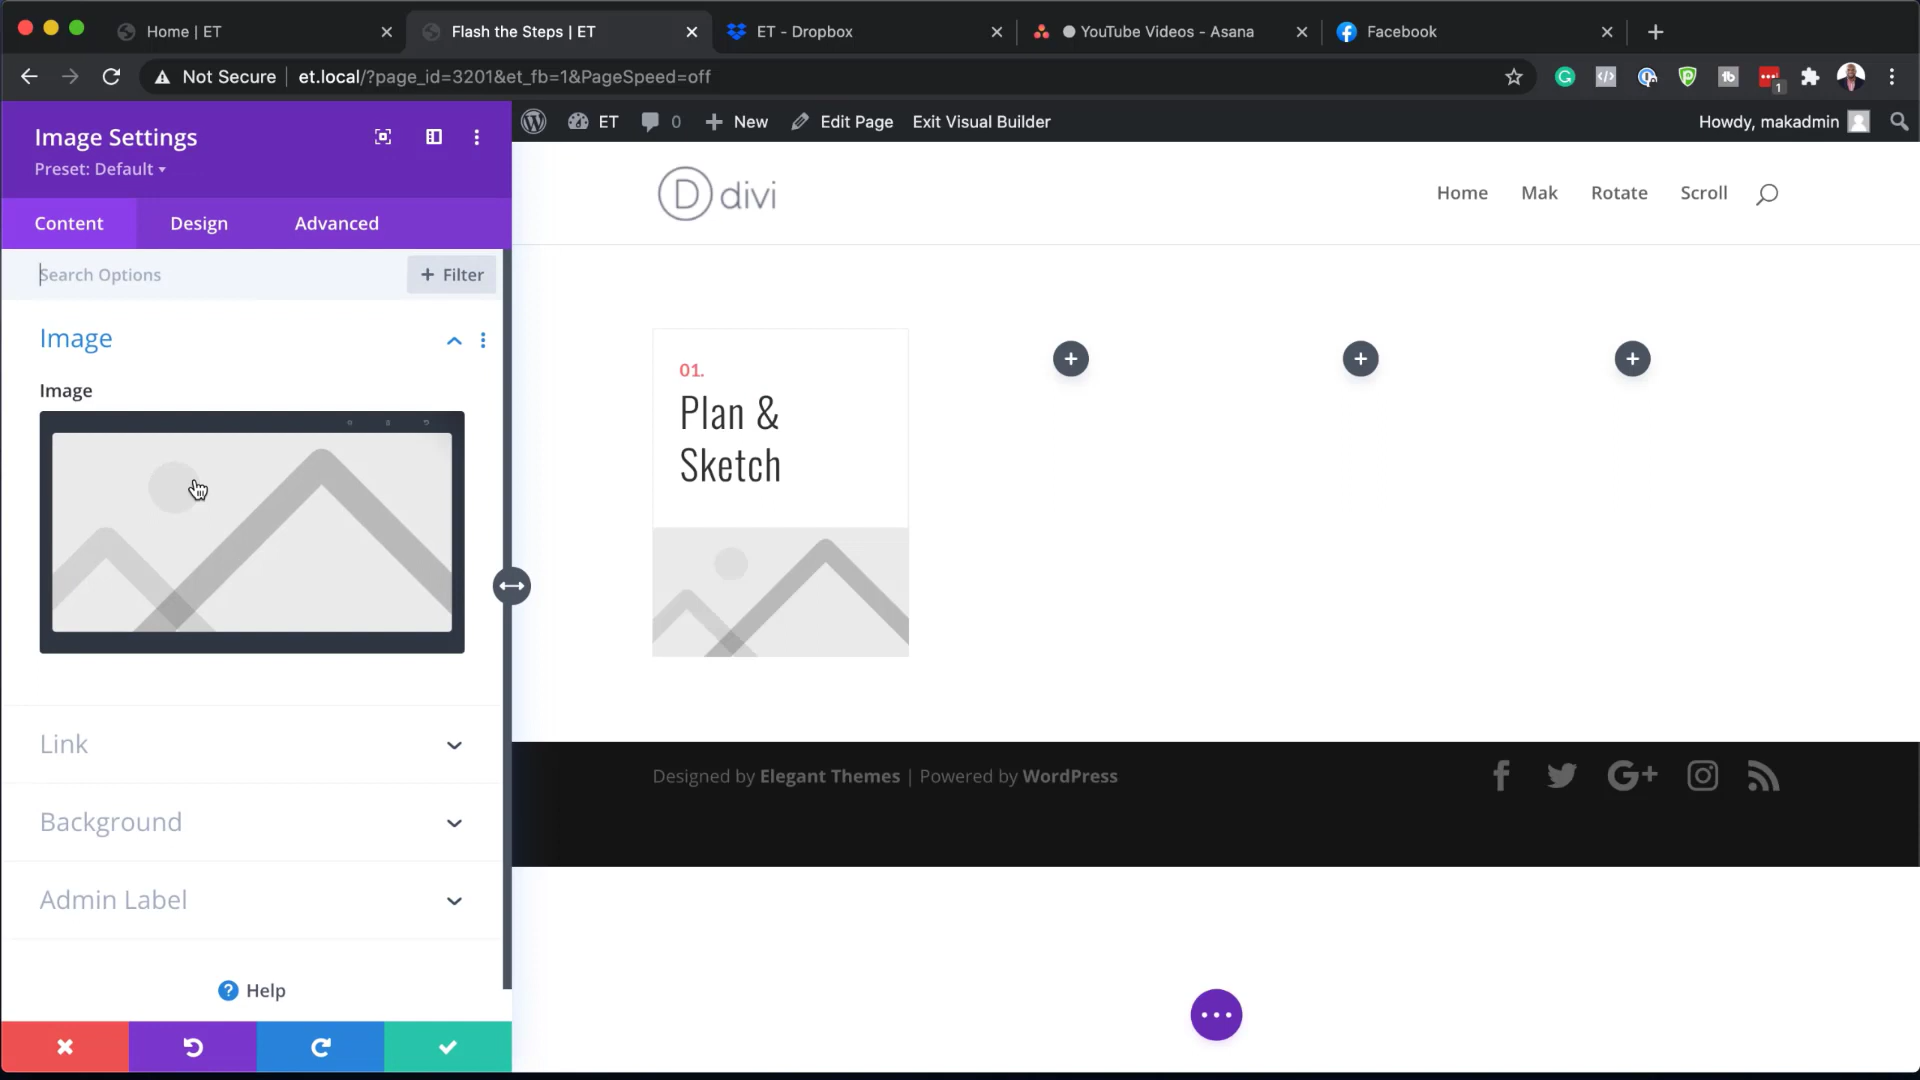 Home | ET
Flash the Steps | ET
ET - Dropbox
YouTube Videos - Asana
Facebook
Not Secure
et.local/?page_id=3201&et_fb=1&PageSpeed=off
1
Image Settings
Preset: Default
Content
Design
Advanced
Search Options
+ Filter
Image
Image
Link
Background
Admin Label
Help
ET
0
New
Edit Page
Exit Visual Builder
Howdy, makadmin
divi
Home
Mak
Rotate
Scroll
01.
Plan &
Sketch
Designed by Elegant Themes | Powered by WordPress